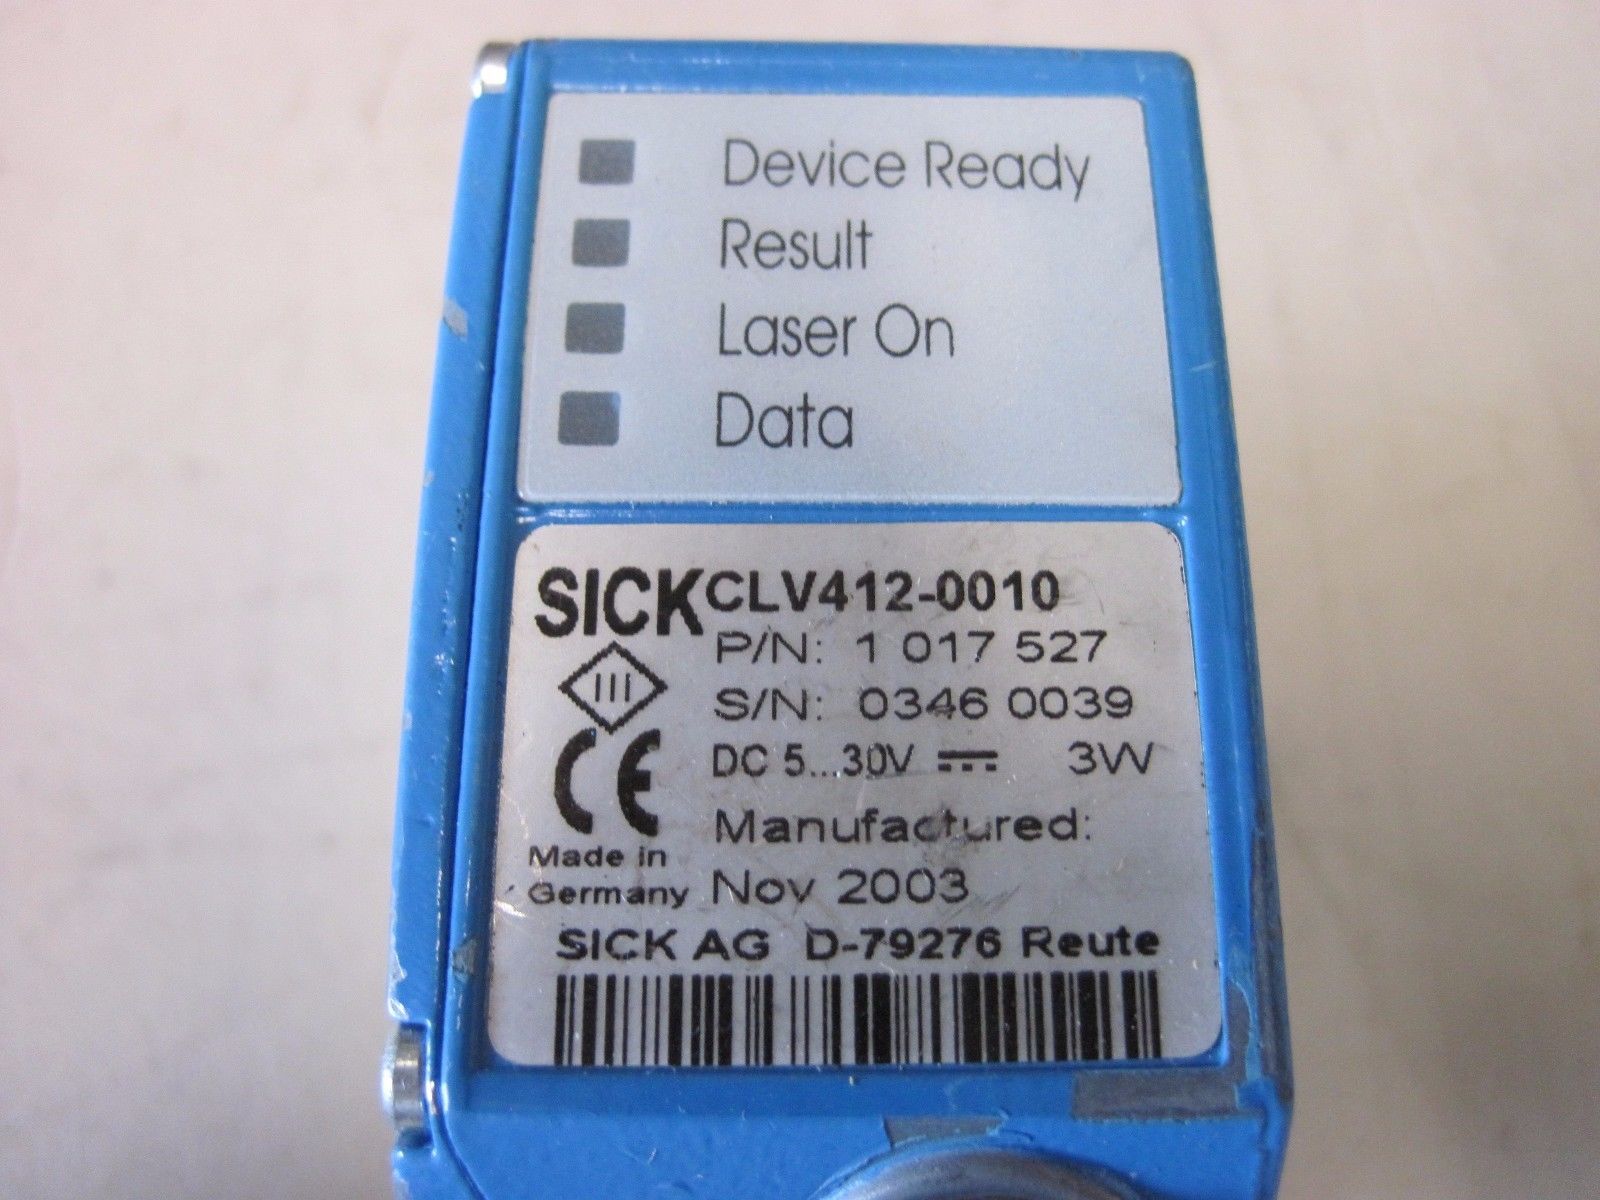 Device Ready
Result
Laser On
Data
SICK CLV412-0010
P/N: 1 017 527
S/N: 0346 0039
DC 5...30V ⎓ 3W
CE
Manufactured:
Made in
Germany Nov 2003
SICK AG D-79276 Reute